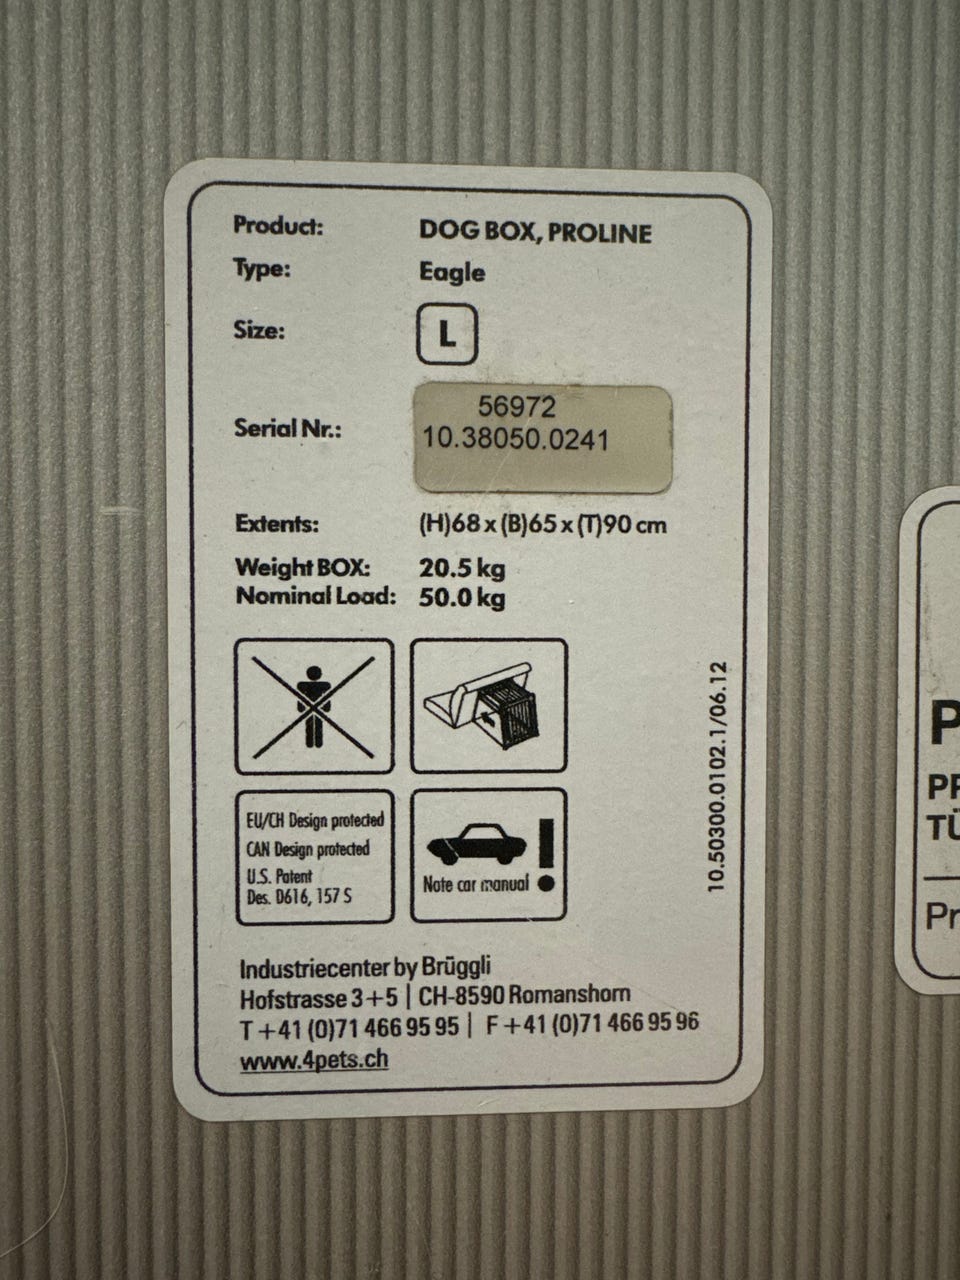 Product: DOG BOX, PROLINE
Type: Eagle
Size: L
Serial Nr.: 56972
10.38050.0241
Extents: (H)68 x (B)65 x (T)90 cm
Weight BOX: 20.5 kg
Nominal Load: 50.0 kg
EU/CH Design protected
CAN Design protected
U.S. Patent
Des. D616, 157 S
Note car manual
!
10.50300.0102.1/06.12
Industriecenter by Brüggli
Hofstrasse 3+5 | CH-8590 Romanshorn
T +41 (0)71 466 95 95 | F +41 (0)71 466 95 96
www.4pets.ch
P
TÜ
Pr